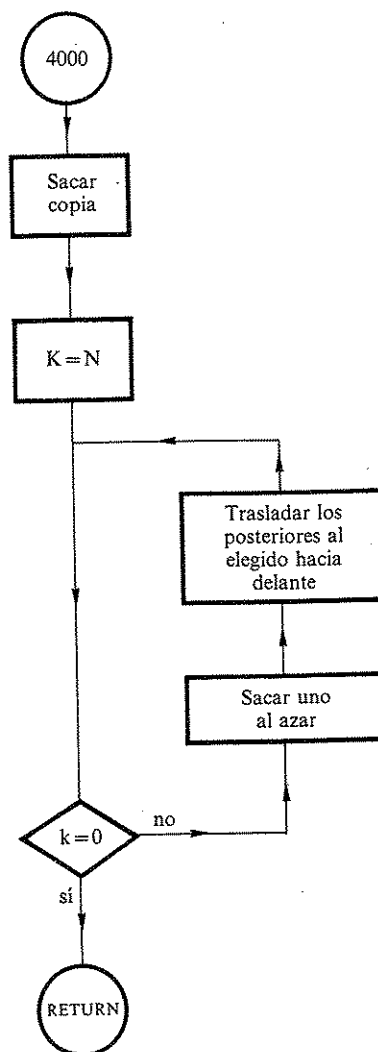 4000
Sacar
copia
K=N
Trasladar los
posteriores al
elegido hacia
delante
Sacar uno
al azar
k=0
no
sí
RETURN